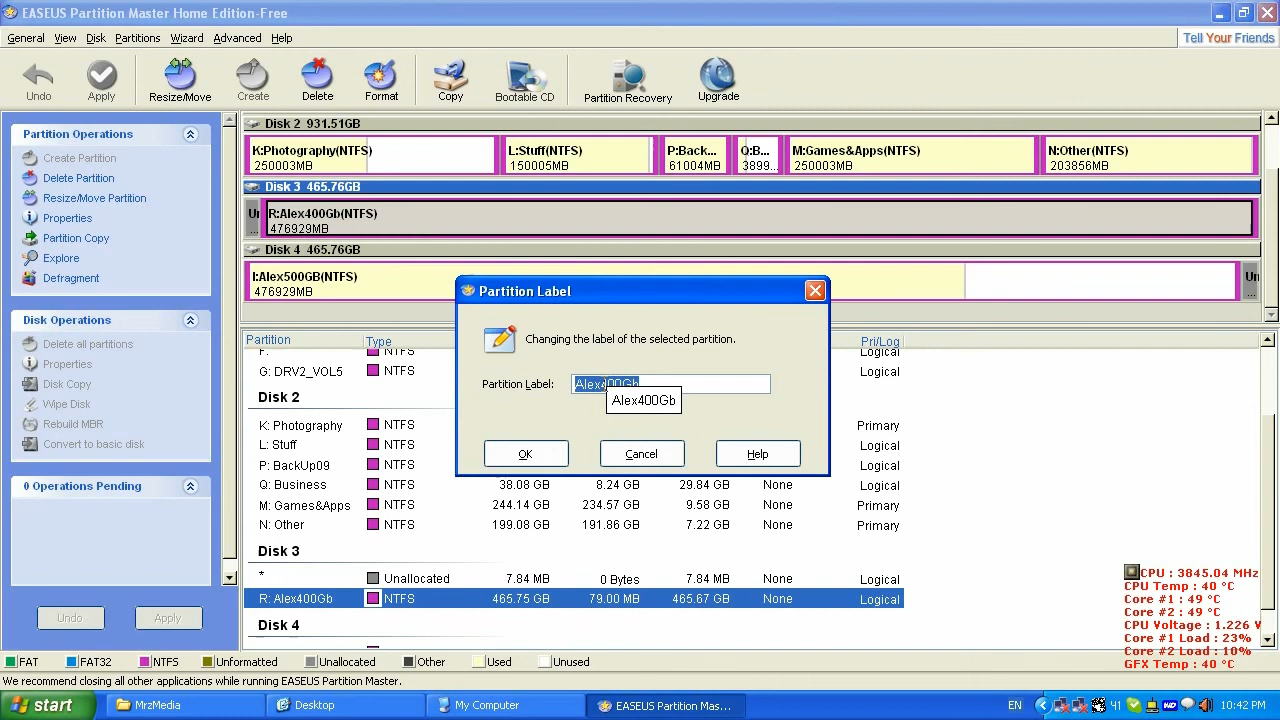 EASEUS Partition Master Home Edition-Free
General View Disk Partitions Wizard Advanced Help
Tell Your Friends
Undo Apply Resize/Move Create Delete Format Copy Bootable CD Partition Recovery Upgrade
Partition Operations
Create Partition
Delete Partition
Resize/Move Partition
Properties
Partition Copy
Explore
Defragment
Disk Operations
Delete all partitions
Properties
Disk Copy
Wipe Disk
Rebuild MBR
Convert to basic disk
0 Operations Pending
Undo Apply
Disk 2 931.51GB
K:Photography(NTFS) L:Stuff(NTFS) P:Back... Q:B... M:Games&Apps(NTFS) N:Other(NTFS)
250003MB 150005MB 61004MB 3899... 250003MB 203856MB
Disk 3 465.76GB
Un R:Alex400Gb(NTFS)
... 476929MB
Disk 4 465.76GB
I:Alex500GB(NTFS) Un
476929MB ...
Partition Label
Changing the label of the selected partition.
Partition Label: Alex400Gb
Alex400Gb
OK Cancel Help
Partition Type Pri/Log
F: NTFS Logical
G: DRV2_VOL5 NTFS Logical
Disk 2
K: Photography NTFS Primary
L: Stuff NTFS Logical
P: BackUp09 NTFS Logical
Q: Business NTFS 38.08 GB 8.24 GB 29.84 GB None Logical
M: Games&Apps NTFS 244.14 GB 234.57 GB 9.58 GB None Primary
N: Other NTFS 199.08 GB 191.86 GB 7.22 GB None Primary
Disk 3
* Unallocated 7.84 MB 0 Bytes 7.84 MB None Logical
R: Alex400Gb NTFS 465.75 GB 79.00 MB 465.67 GB None Logical
Disk 4
CPU : 3845.04 MHz
CPU Temp : 40 °C
Core #1 : 49 °C
Core #2 : 49 °C
CPU Voltage : 1.226 V
Core #1 Load : 23%
Core #2 Load : 10%
GFX Temp : 40 °C
FAT FAT32 NTFS Unformatted Unallocated Other Used Unused
We recommend closing all other applications while running EASEUS Partition Master.
start MrzMedia Desktop My Computer EASEUS Partition Mas... EN 41 10:42 PM